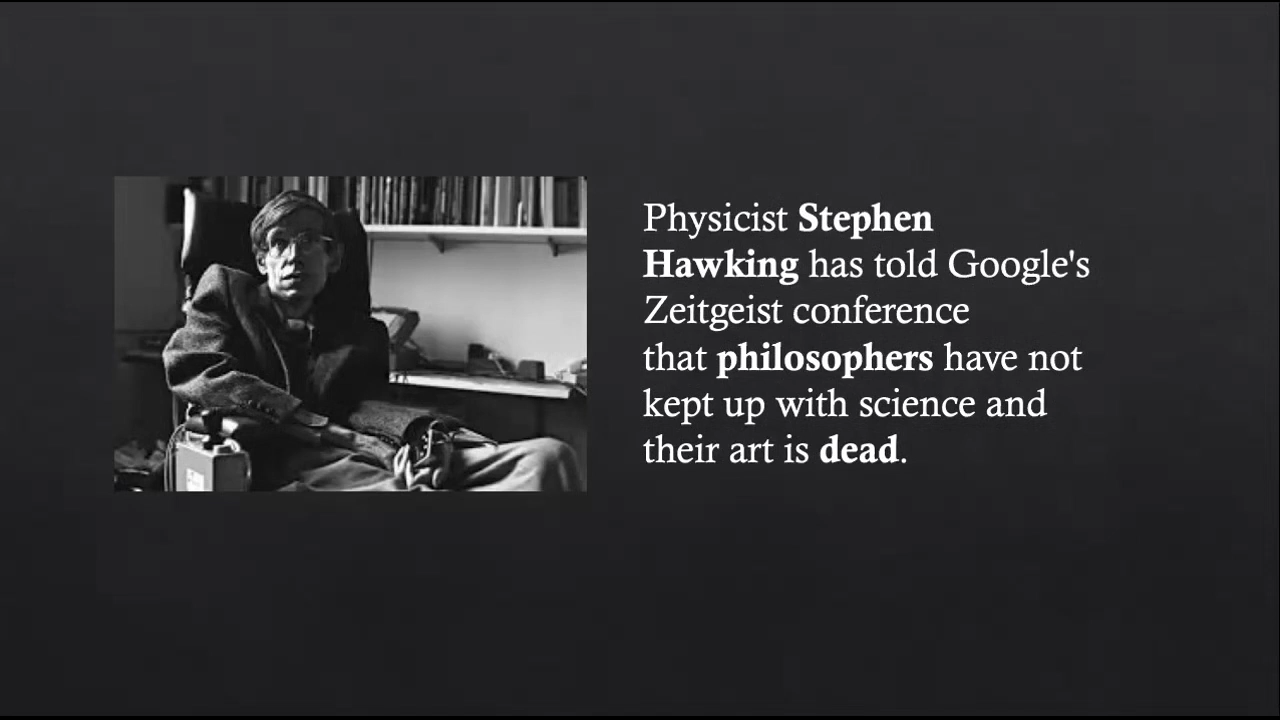 Physicist Stephen
Hawking has told Google's
Zeitgeist conference
that philosophers have not
kept up with science and
their art is dead.